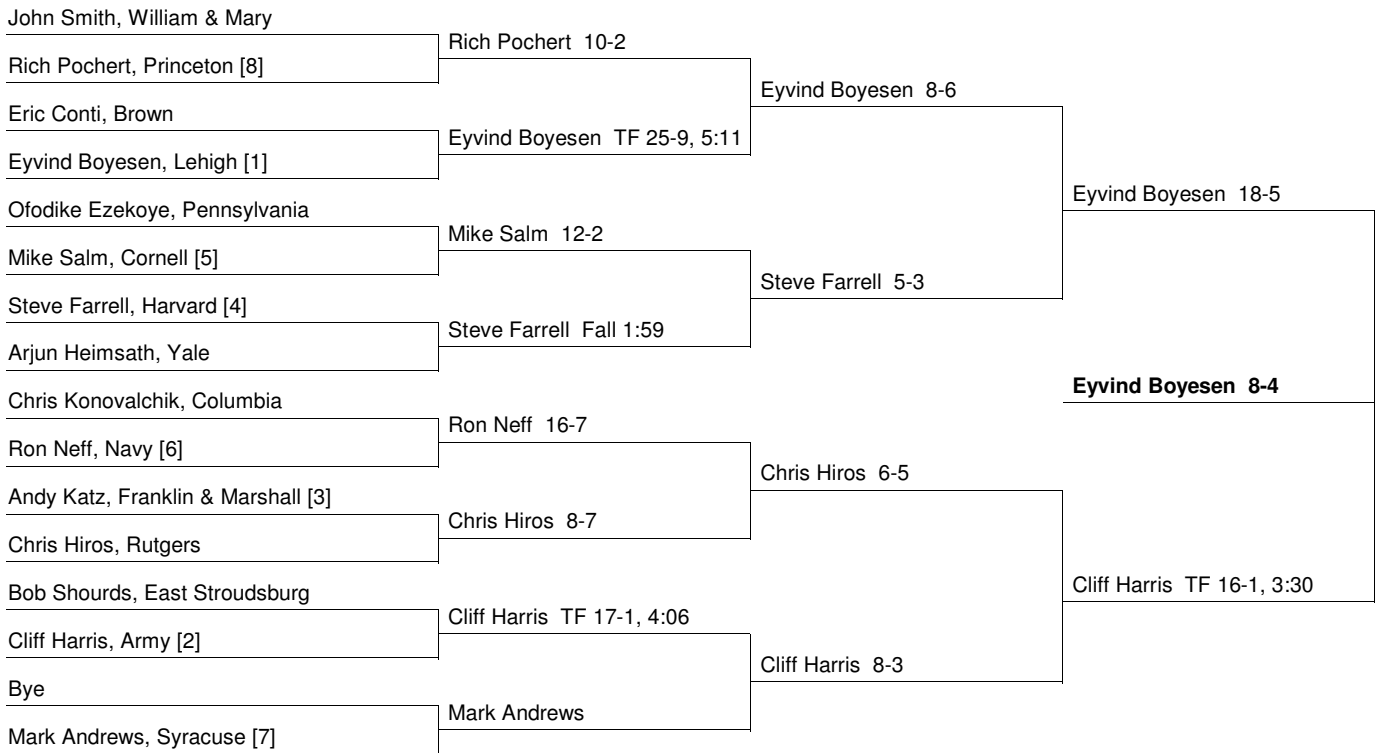 John Smith, William & Mary
Rich Pochert, Princeton [8]
Eric Conti, Brown
Eyvind Boyesen, Lehigh [1]
Ofodike Ezekoye, Pennsylvania
Mike Salm, Cornell [5]
Steve Farrell, Harvard [4]
Arjun Heimsath, Yale
Chris Konovalchik, Columbia
Ron Neff, Navy [6]
Andy Katz, Franklin & Marshall [3]
Chris Hiros, Rutgers
Bob Shourds, East Stroudsburg
Cliff Harris, Army [2]
Bye
Mark Andrews, Syracuse [7]
Rich Pochert 10-2
Eyvind Boyesen TF 25-9, 5:11
Mike Salm 12-2
Steve Farrell Fall 1:59
Ron Neff 16-7
Chris Hiros 8-7
Cliff Harris TF 17-1, 4:06
Mark Andrews
Eyvind Boyesen 8-6
Steve Farrell 5-3
Chris Hiros 6-5
Cliff Harris 8-3
Eyvind Boyesen 18-5
Eyvind Boyesen 8-4
Cliff Harris TF 16-1, 3:30